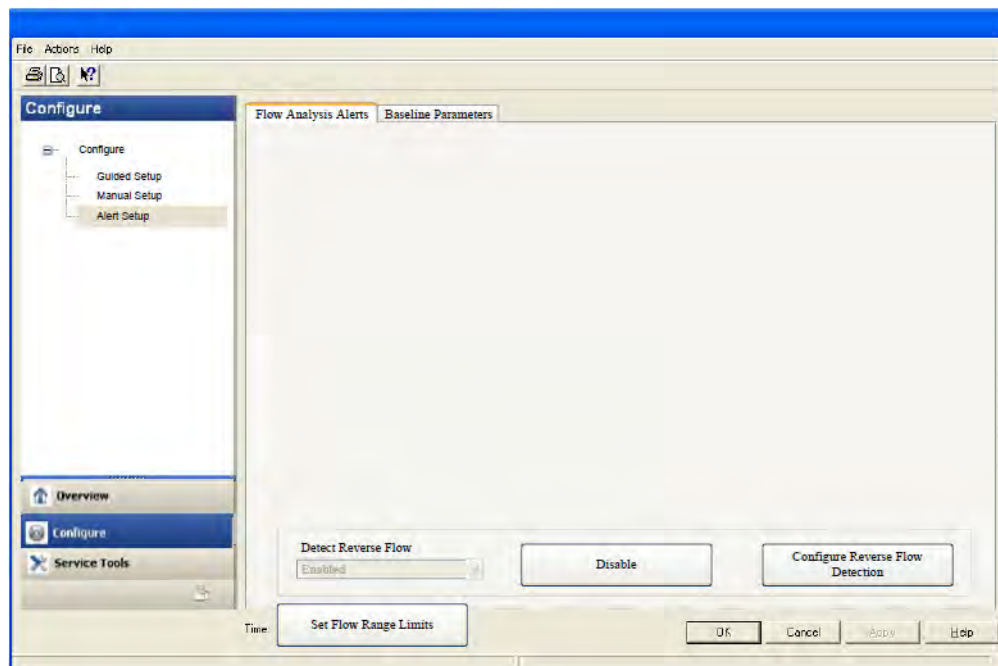 File Actions Help
Configure
Flow Analysis Alerts Baseline Parameters
Configure
Guided Setup
Manual Setup
Alert Setup
Overview
Configure
Service Tools
Detect Reverse Flow
Enabled
Disable
Configure Reverse Flow
Detection
Time:
Set Flow Range Limits
OK Cancel Apply Help